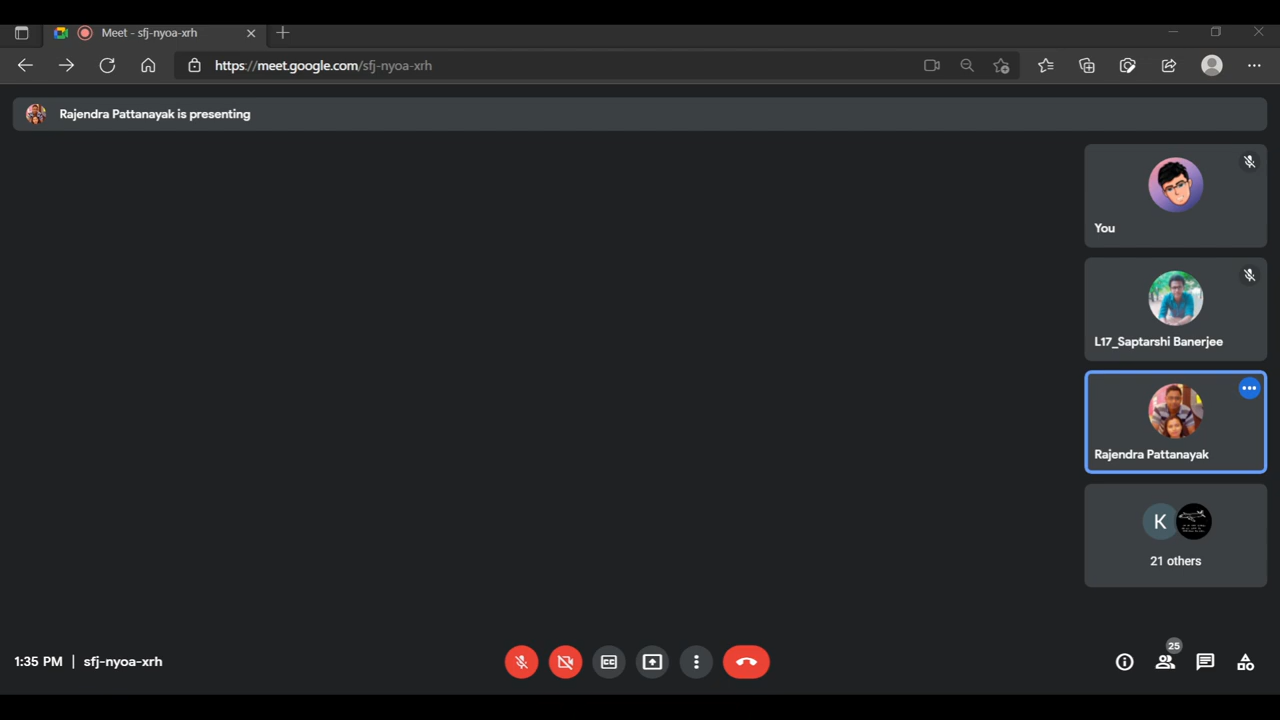 Meet - sfj-nyoa-xrh
https://meet.google.com/sfj-nyoa-xrh
Rajendra Pattanayak is presenting
You
L17_Saptarshi Banerjee
Rajendra Pattanayak
K
21 others
1:35 PM | sfj-nyoa-xrh
CC
25